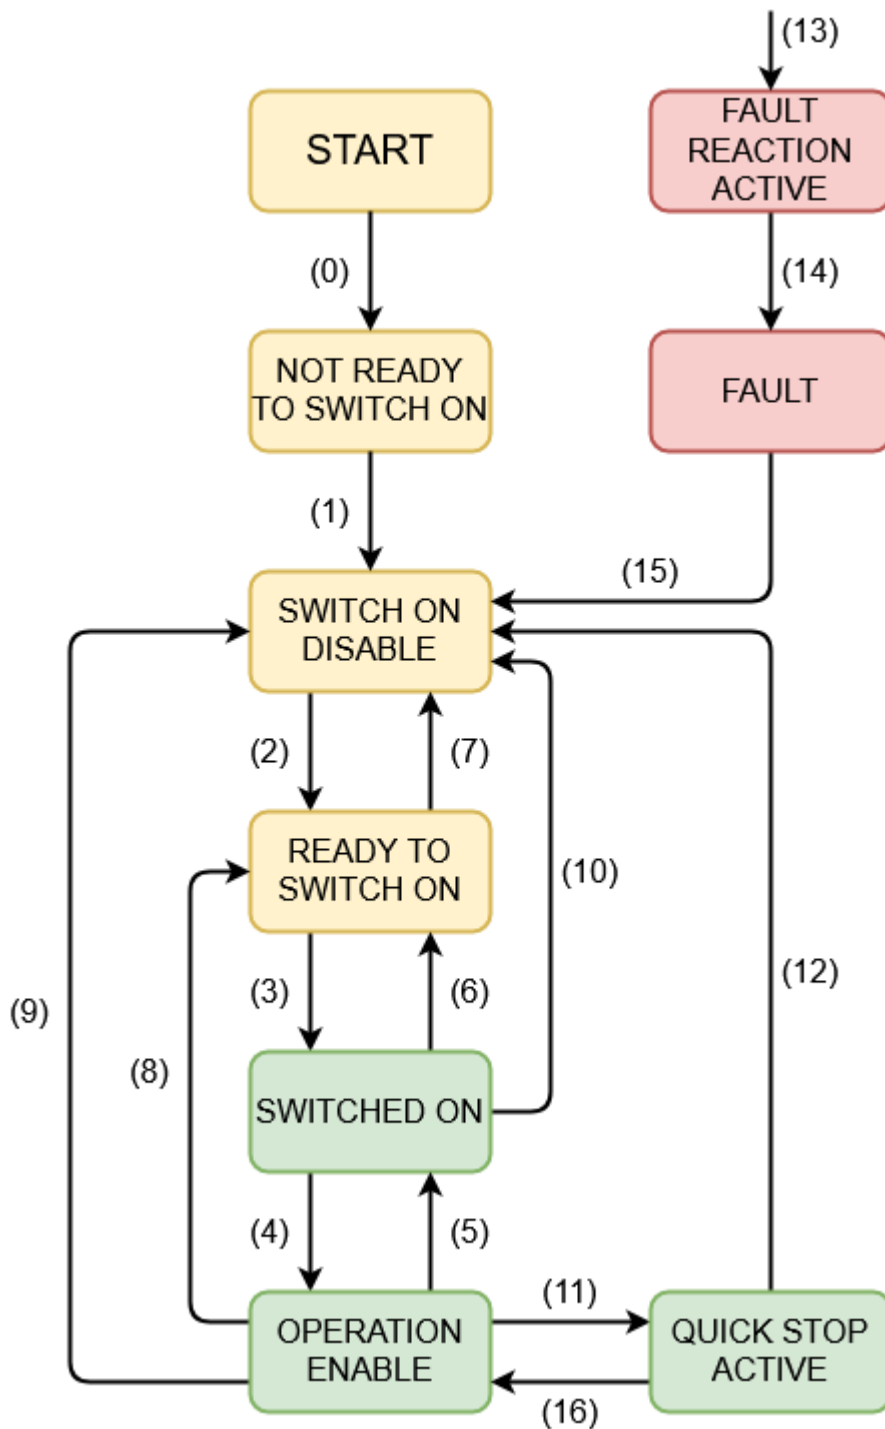 (13)
START
FAULT
REACTION
ACTIVE
(0)
(14)
NOT READY
TO SWITCH ON
FAULT
(1)
(15)
SWITCH ON
DISABLE
(2)
(7)
READY TO
SWITCH ON
(10)
(12)
(3)
(6)
(9)
(8)
SWITCHED ON
(4)
(5)
(11)
OPERATION
ENABLE
QUICK STOP
ACTIVE
(16)